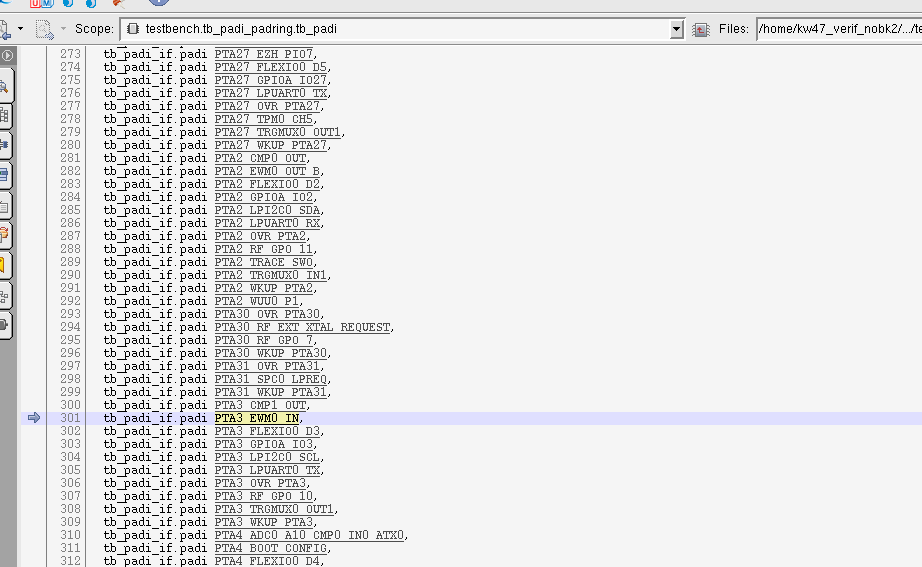 Scope: testbench.tb_padi_padring.tb_padi Files: /home/kw47_verif_nobk2/.../te
273 tb_padi_if.padi PTA27_EZH_PIO7,
274 tb_padi_if.padi PTA27_FLEXIO0_D5,
275 tb_padi_if.padi PTA27_GPIOA_IO27,
276 tb_padi_if.padi PTA27_LPUART0_TX,
277 tb_padi_if.padi PTA27_OVR_PTA27,
278 tb_padi_if.padi PTA27_TPM0_CH5,
279 tb_padi_if.padi PTA27_TRGMUX0_OUT1,
280 tb_padi_if.padi PTA27_WKUP_PTA27,
281 tb_padi_if.padi PTA2_CMP0_OUT,
282 tb_padi_if.padi PTA2_EWM0_OUT_B,
283 tb_padi_if.padi PTA2_FLEXIO0_D2,
284 tb_padi_if.padi PTA2_GPIOA_IO2,
285 tb_padi_if.padi PTA2_LPI2C0_SDA,
286 tb_padi_if.padi PTA2_LPUART0_RX,
287 tb_padi_if.padi PTA2_OVR_PTA2,
288 tb_padi_if.padi PTA2_RF_GPO_11,
289 tb_padi_if.padi PTA2_TRACE_SWO,
290 tb_padi_if.padi PTA2_TRGMUX0_IN1,
291 tb_padi_if.padi PTA2_WKUP_PTA2,
292 tb_padi_if.padi PTA2_WUU0_P1,
293 tb_padi_if.padi PTA30_OVR_PTA30,
294 tb_padi_if.padi PTA30_RF_EXT_XTAL_REQUEST,
295 tb_padi_if.padi PTA30_RF_GPO_7,
296 tb_padi_if.padi PTA30_WKUP_PTA30,
297 tb_padi_if.padi PTA31_OVR_PTA31,
298 tb_padi_if.padi PTA31_SPC0_LPREQ,
299 tb_padi_if.padi PTA31_WKUP_PTA31,
300 tb_padi_if.padi PTA3_CMP1_OUT,
301 tb_padi_if.padi PTA3_EWM0_IN,
302 tb_padi_if.padi PTA3_FLEXIO0_D3,
303 tb_padi_if.padi PTA3_GPIOA_IO3,
304 tb_padi_if.padi PTA3_LPI2C0_SCL,
305 tb_padi_if.padi PTA3_LPUART0_TX,
306 tb_padi_if.padi PTA3_OVR_PTA3,
307 tb_padi_if.padi PTA3_RF_GPO_10,
308 tb_padi_if.padi PTA3_TRGMUX0_OUT1,
309 tb_padi_if.padi PTA3_WKUP_PTA3,
310 tb_padi_if.padi PTA4_ADC0_A10_CMP0_IN0_ATX0,
311 tb_padi_if.padi PTA4_BOOT_CONFIG,
312 tb_padi_if.padi PTA4_FLEXIO0_D4,